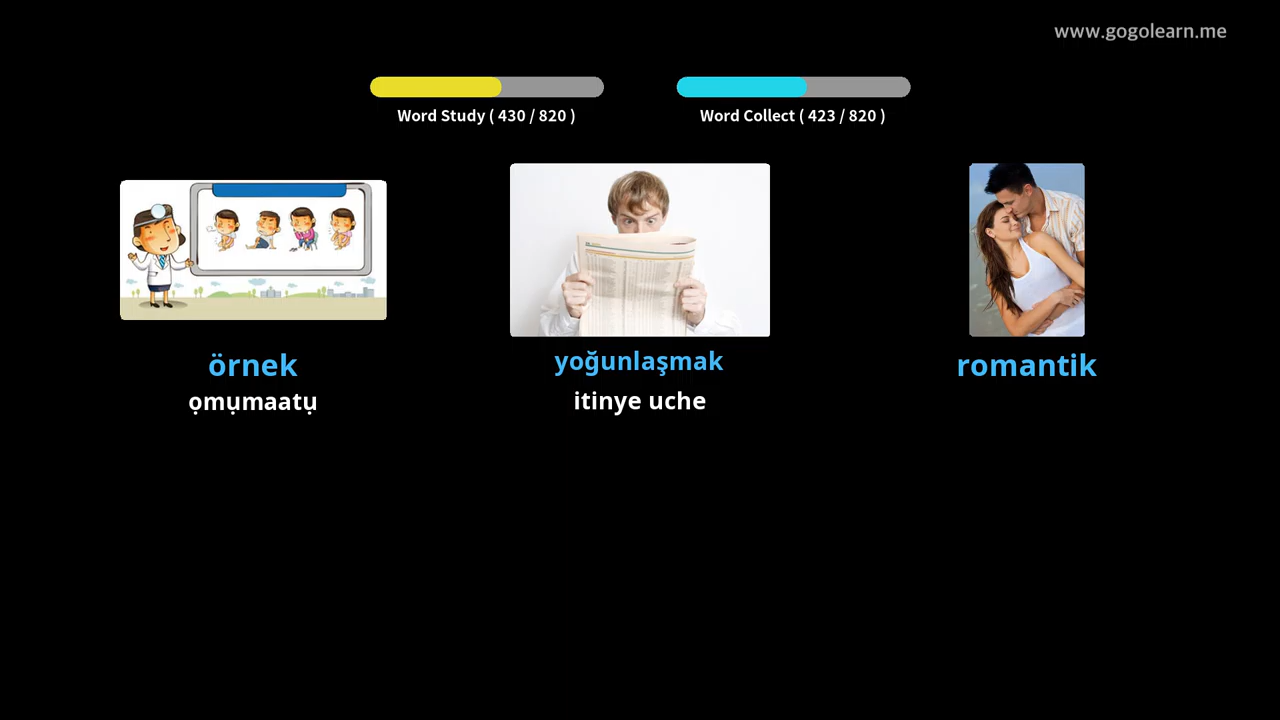 www.gogolearn.me
Word Study ( 430 / 820 )
Word Collect ( 423 / 820 )
örnek
ọmụmaatụ
yoğunlaşmak
itinye uche
romantik